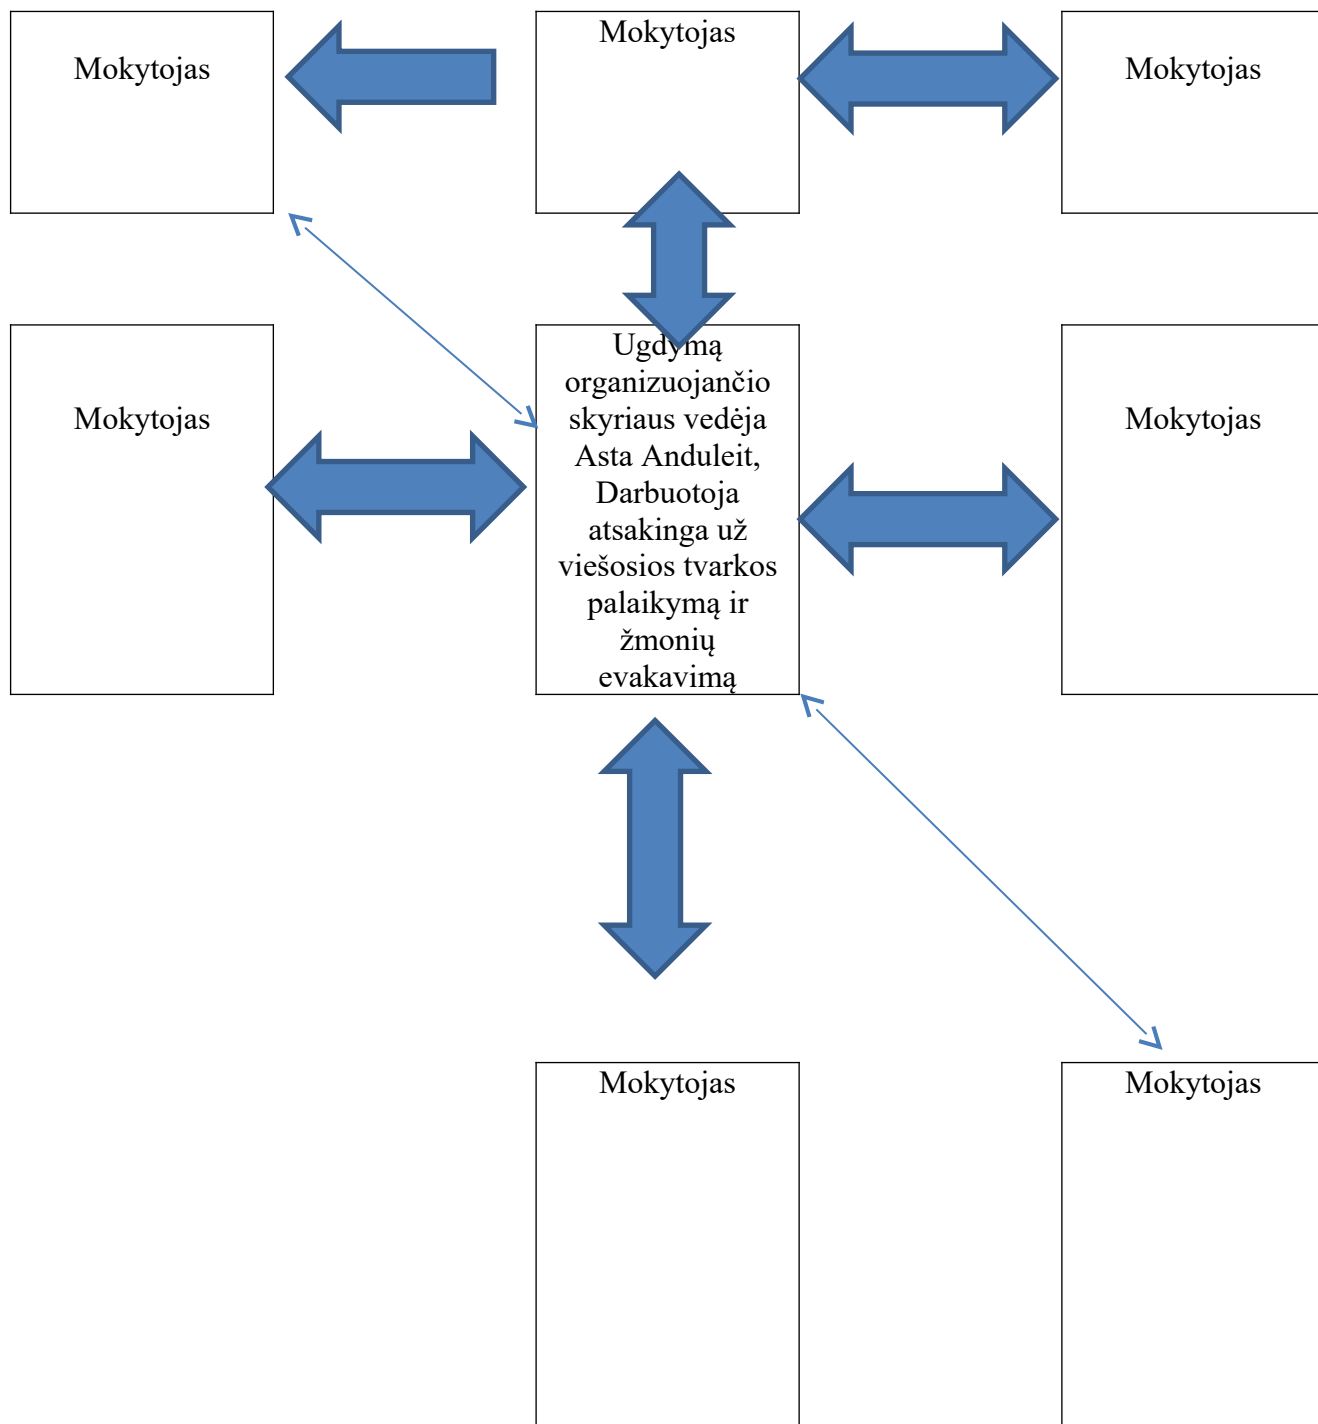 Mokytojas
Mokytojas
Mokytojas
Mokytojas
Ugdymą
organizuojančio
skyriaus vedėja
Asta Anduleit,
Darbuotoja
atsakinga už
viešosios tvarkos
palaikymą ir
žmonių
evakavimą
Mokytojas
Mokytojas
Mokytojas